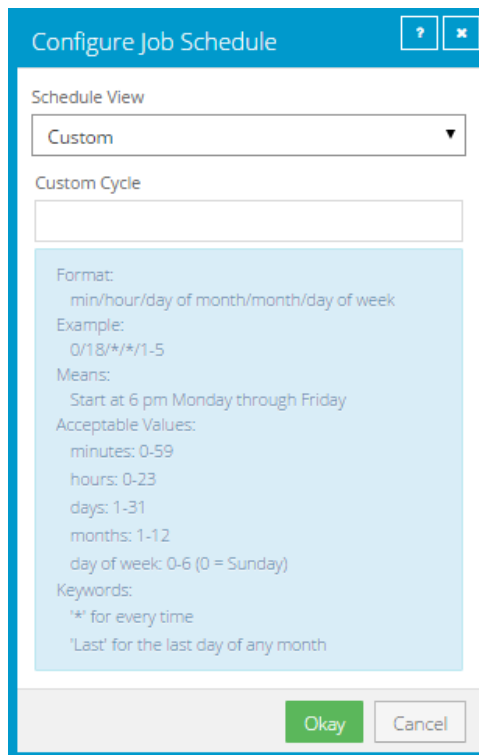 Configure Job Schedule
?
Schedule View
Custom
Custom Cycle
Format:
min/hour/day of month/month/day of week
Example:
0/18/*/*/1-5
Means:
Start at 6 pm Monday through Friday
Acceptable Values:
minutes: 0-59
hours: 0-23
days: 1-31
months: 1-12
day of week: 0-6 (0 = Sunday)
Keywords:
'*' for every time
'Last' for the last day of any month
Okay
Cancel